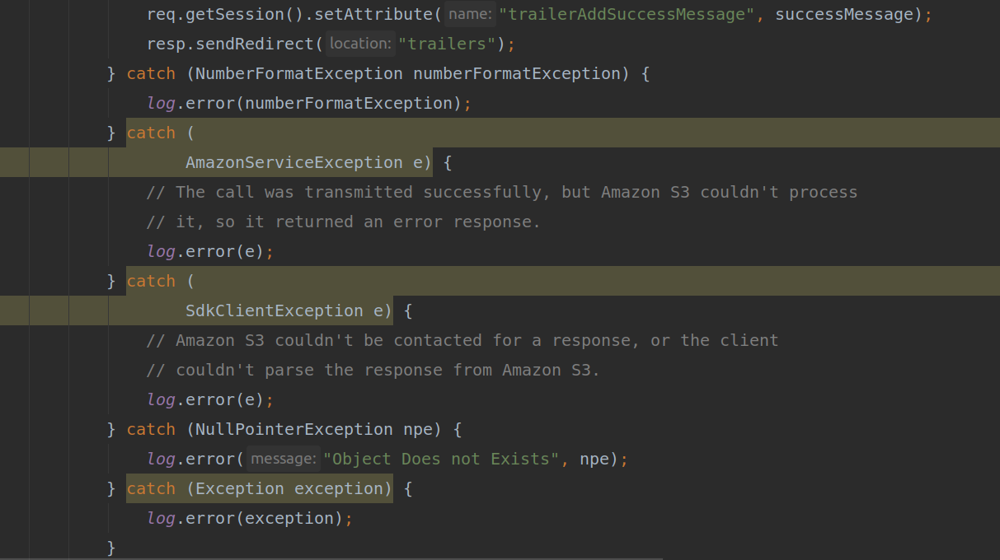 req.getSession().setAttribute( name: "trailerAddSuccessMessage", successMessage);
resp.sendRedirect( location: "trailers");
} catch (NumberFormatException numberFormatException) {
log.error(numberFormatException);
} catch (
AmazonServiceException e) {
// The call was transmitted successfully, but Amazon S3 couldn't process
// it, so it returned an error response.
log.error(e);
} catch (
SdkClientException e) {
// Amazon S3 couldn't be contacted for a response, or the client
// couldn't parse the response from Amazon S3.
log.error(e);
} catch (NullPointerException npe) {
log.error( message: "Object Does not Exists", npe);
} catch (Exception exception) {
log.error(exception);
}